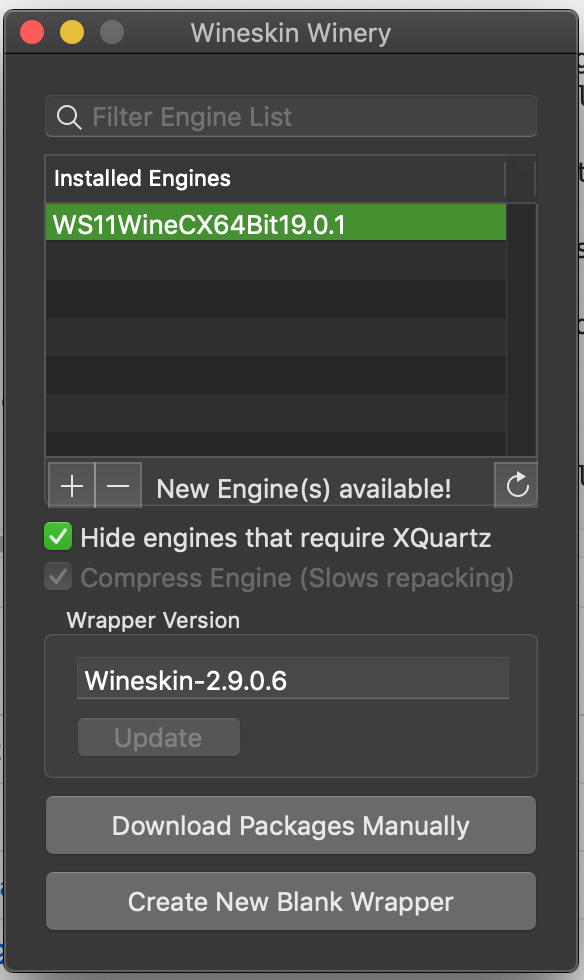 Wineskin Winery
Filter Engine List
Installed Engines
WS11WineCX64Bit19.0.1
New Engine(s) available!
Hide engines that require XQuartz
Compress Engine (Slows repacking)
Wrapper Version
Wineskin-2.9.0.6
Update
Download Packages Manually
Create New Blank Wrapper